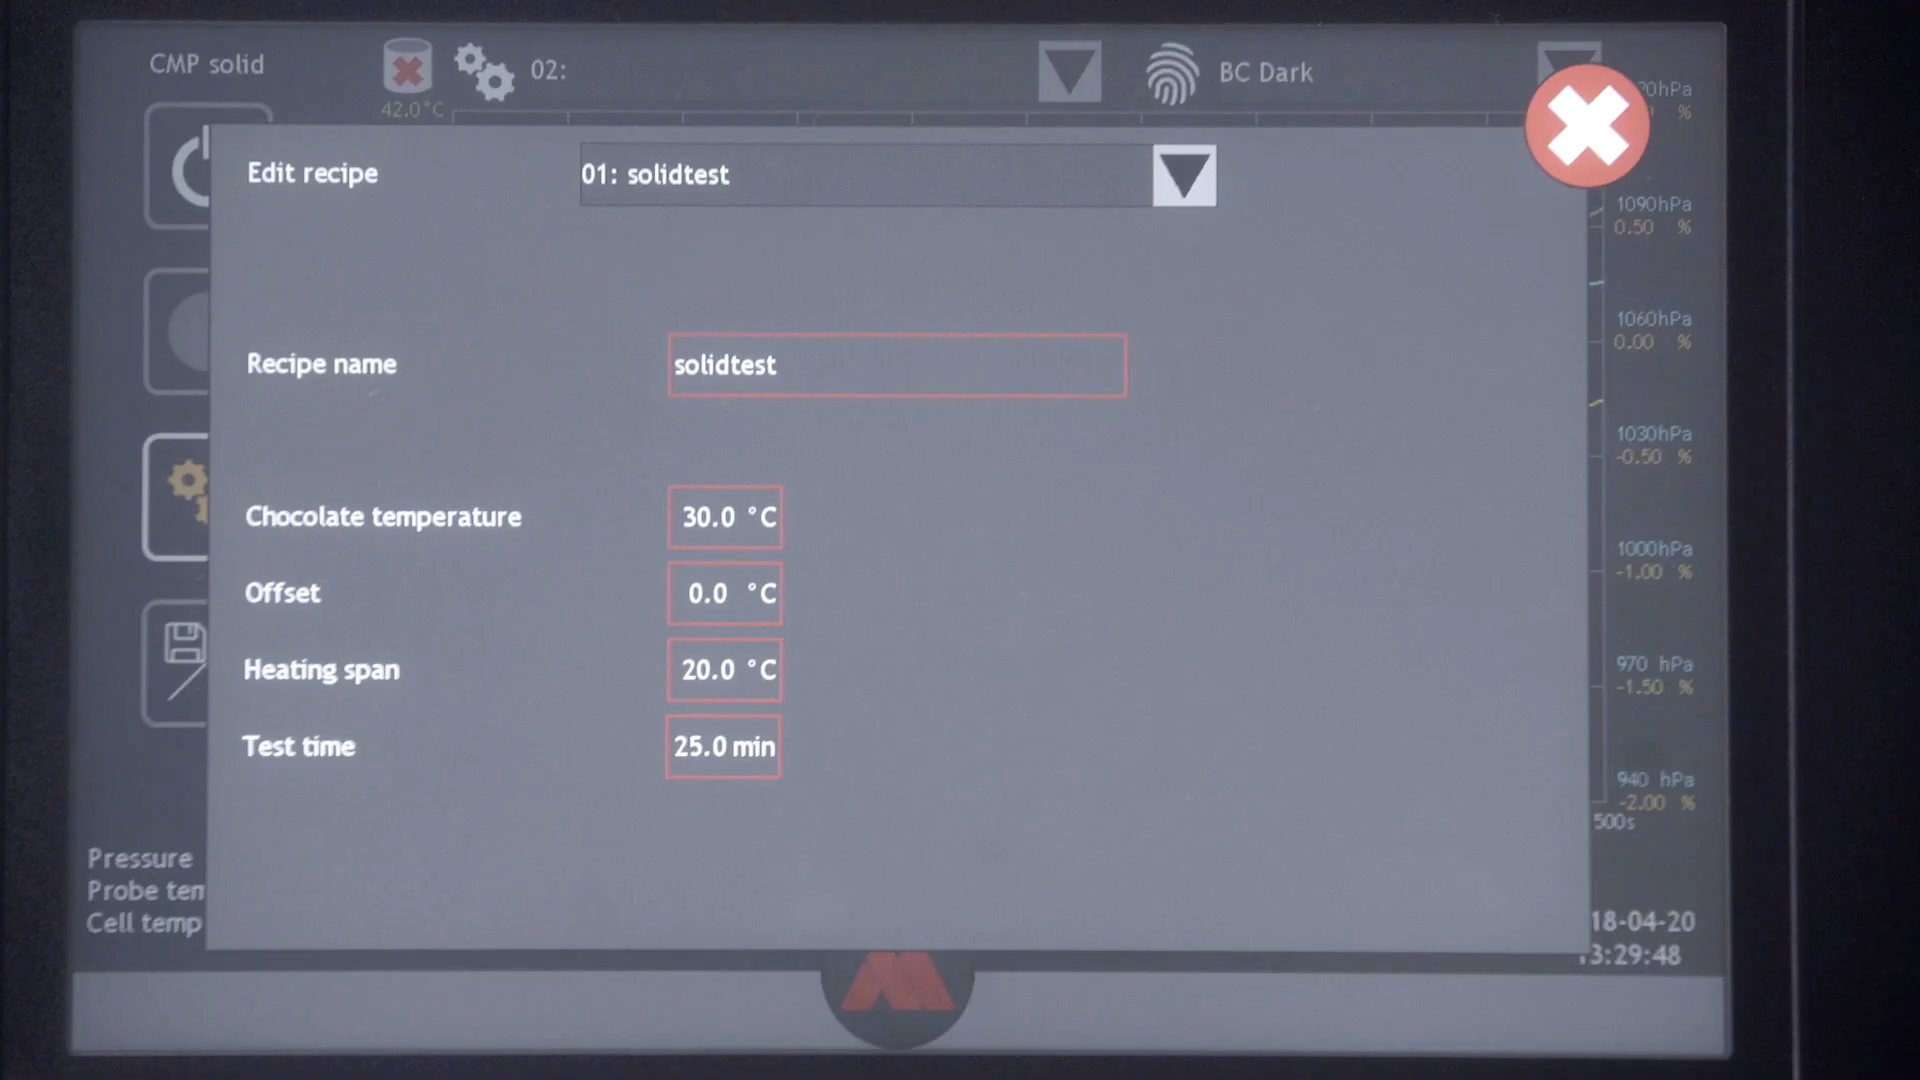 CMP solid
02:
BC Dark
42.0°C
%
Edit recipe
01: solidtest
1090hPa
0.50 %
1060hPa
0.00 %
Recipe name
solidtest
1030hPa
-0.50 %
Chocolate temperature
30.0 °C
1000hPa
-1.00 %
Offset
0.0 °C
Heating span
20.0 °C
970 hPa
-1.50 %
Test time
25.0 min
940 hPa
-2.00 %
500s
Pressure
Probe
Cell temp
18-04-20
3:29:48